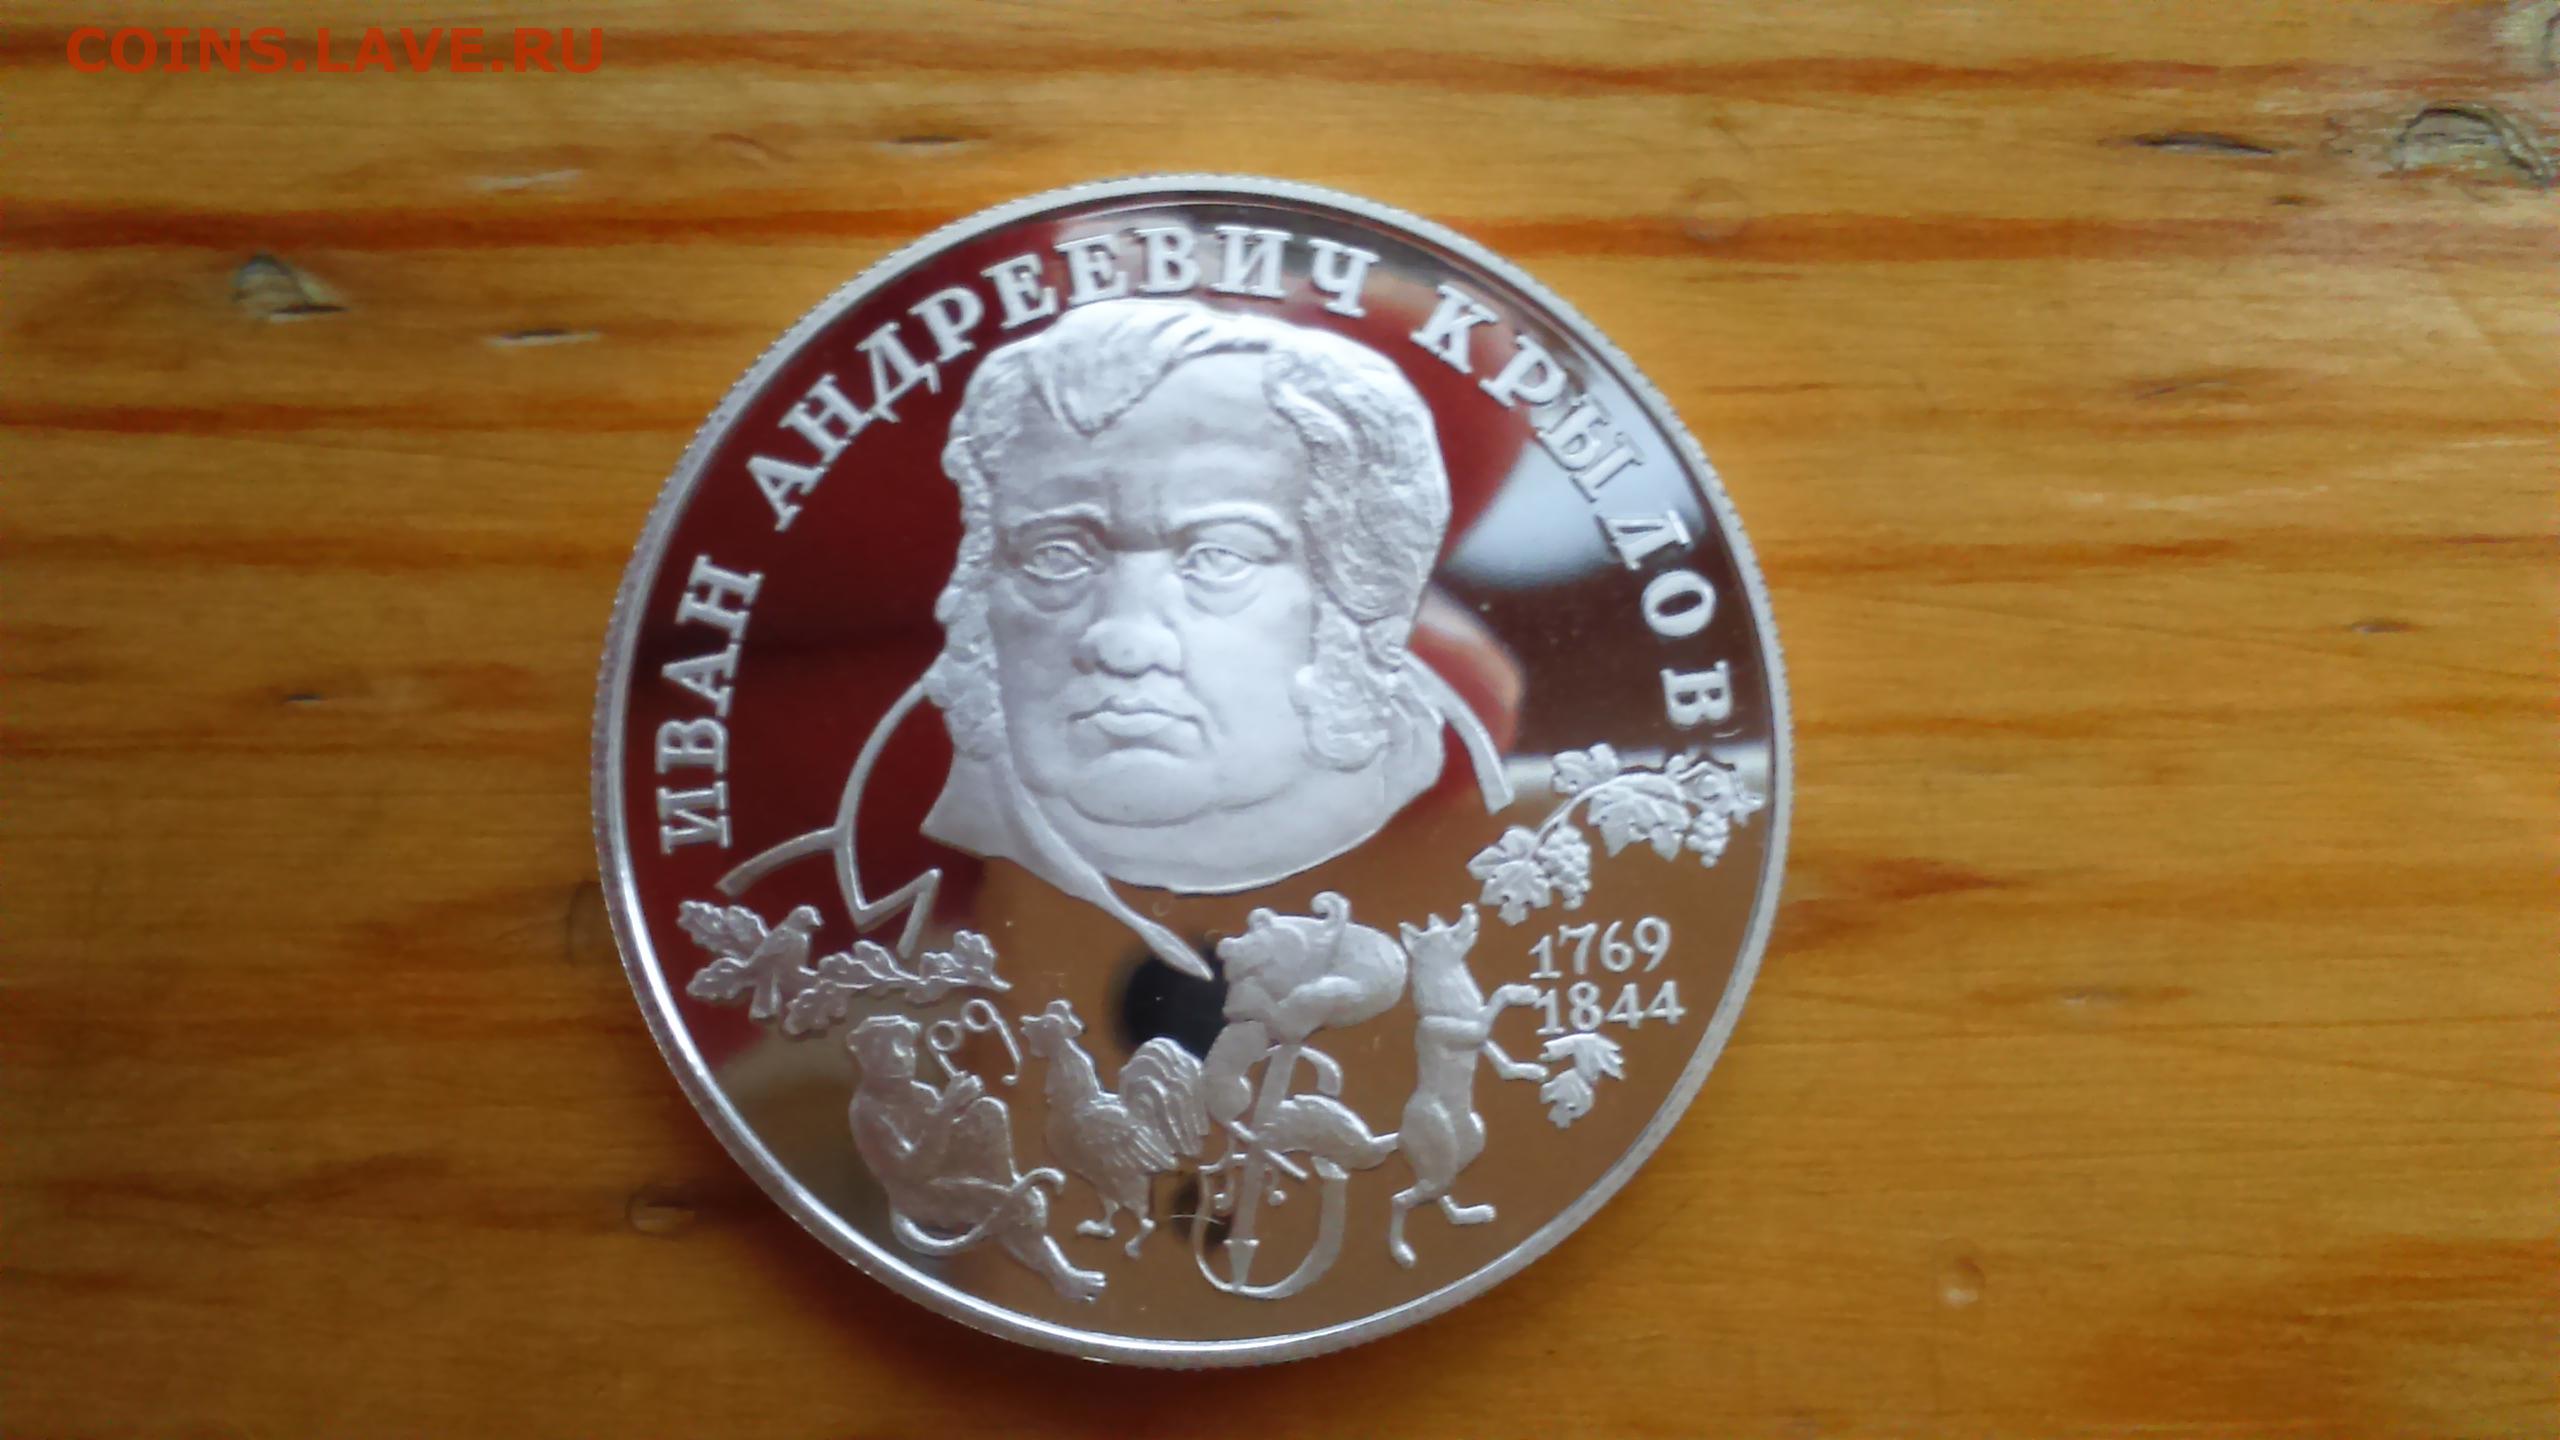 COINS.LAVE.RU
ИВАН АНДРЕЕВИЧ КРЫЛОВ
1769
1844